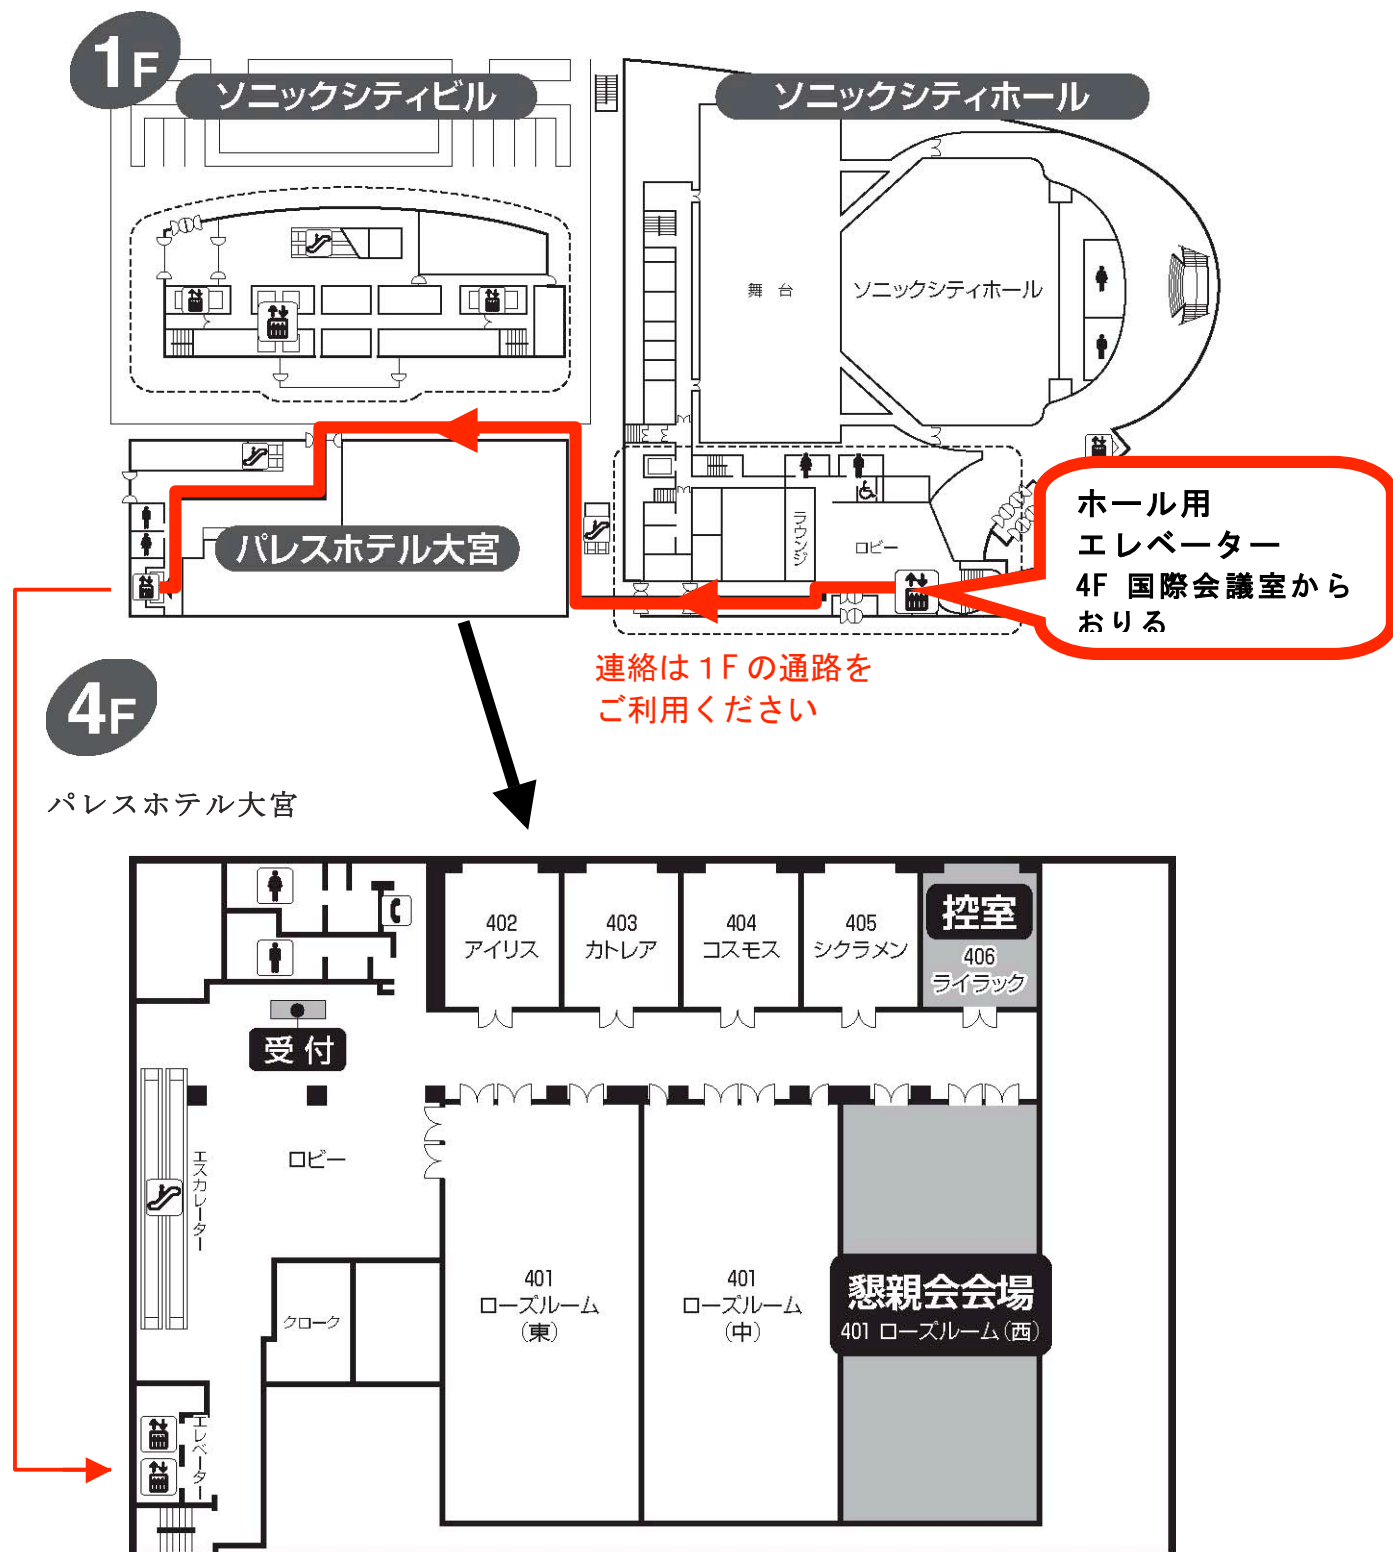 1F
ソニックシティビル
ソニックシティホール
舞 台
ソニックシティホール
ラウンジ
ロビー
パレスホテル大宮
ホール用
エレベーター
4F 国際会議室から
おりる
連絡は1Fの通路を
ご利用ください
4F
パレスホテル大宮
402
アイリス
403
カトレア
404
コスモス
405
シクラメン
控室
406
ライラック
受付
エスカレーター
ロビー
クローク
401
ローズルーム
(東)
401
ローズルーム
(中)
懇親会会場
401 ローズルーム(西)
エレベーター